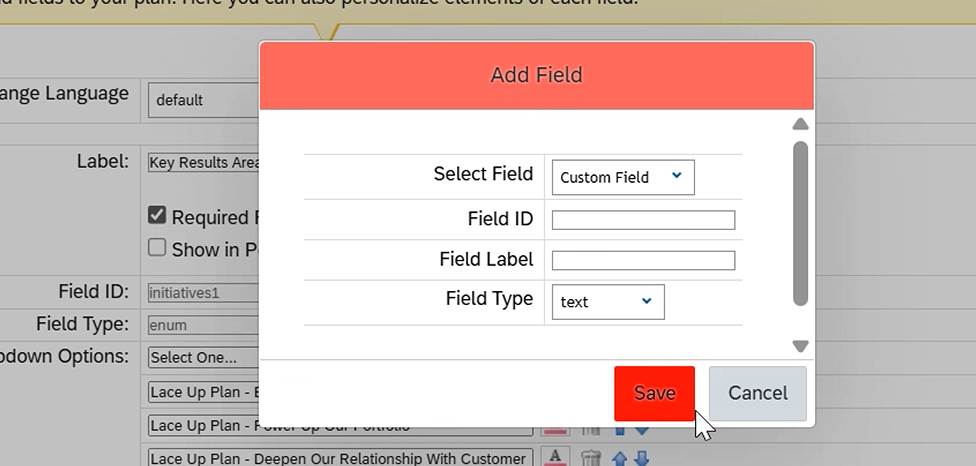 d fields to your plan. Here you can also personalize elements of each field.
Add Field
ange Language
default
Select Field
Custom Field
Label:
Key Results Area
Field ID
Required F
Field Label
Show in P
Field Type
text
Field ID:
initiatives1
Field Type:
enum
pdown Options:
Select One...
Save
Cancel
Lace Up Plan - E
Lace Up Plan - Power Up Our Portfolio
Lace Up Plan - Deepen Our Relationship With Customer
A